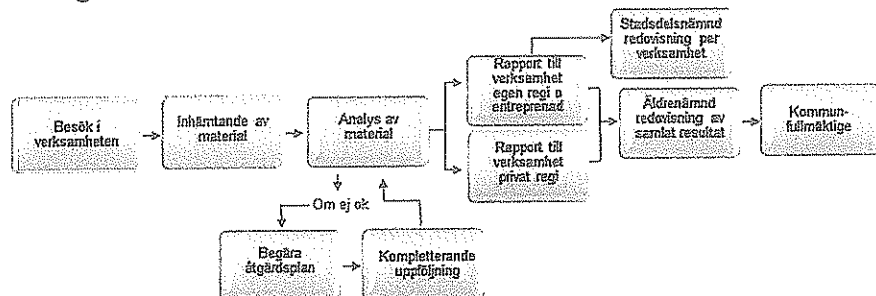 Besök i
verksamheten
Inhämtande av
material
Analys av
material
Om ej ok
Begära
åtgärdsplan
Kompletterande
uppföljning
Rapport till
verksamhet
egen regi o
entreprenad
Rapport till
verksamhet
privat regi
Stadsdelsnämnd
redovisning per
verksamhet
Äldrenämnd
redovisning av
samlat resultat
Kommun-
fullmäktige